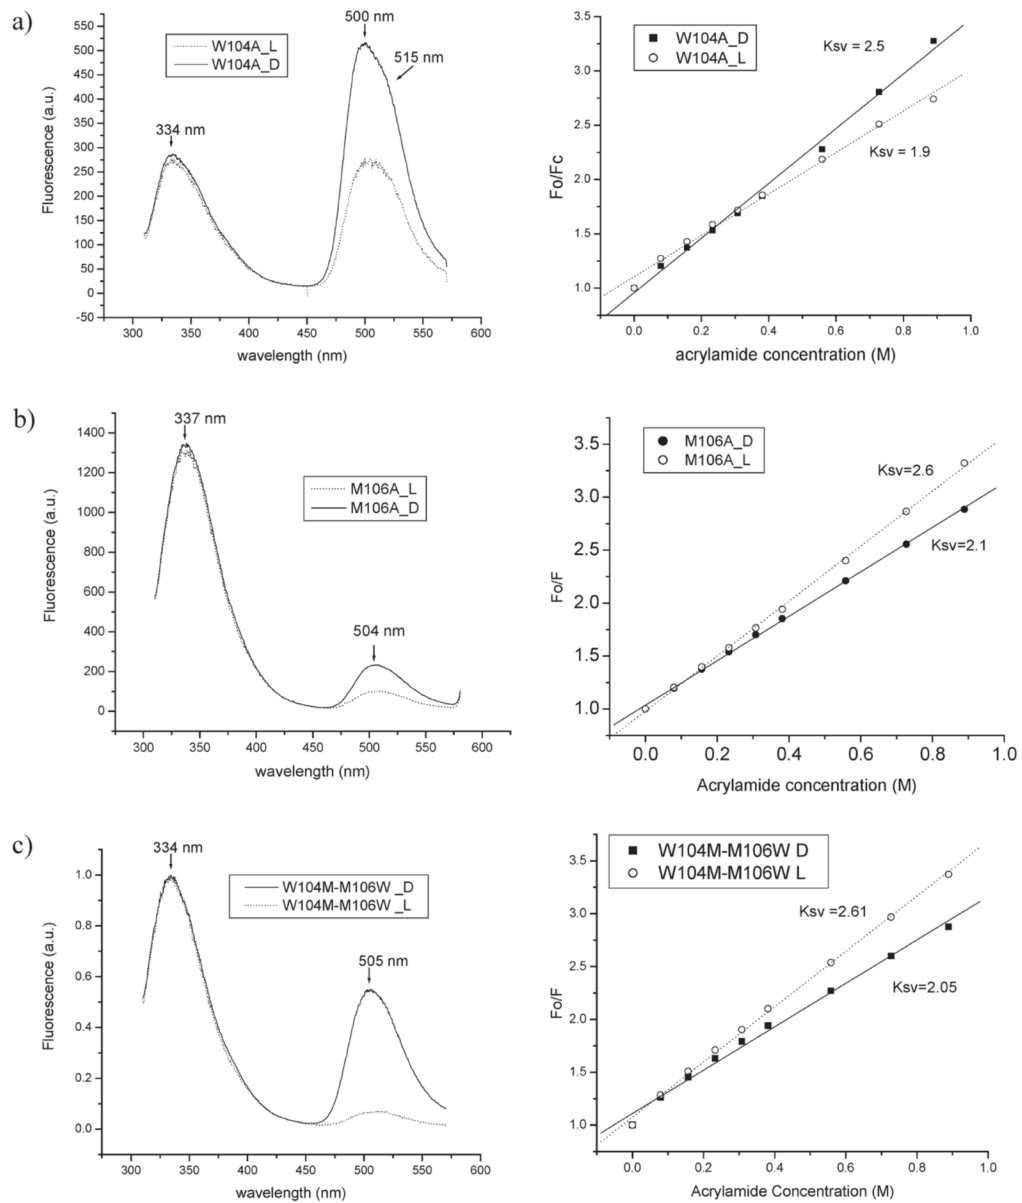 a)
500 nm
515 nm
334 nm
W104A_L
W104A_D
Fluorescence (a.u.)
550
500
450
400
350
300
250
200
150
100
50
0
-50
300 350 400 450 500 550 600
wavelength (nm)
W104A_D
W104A_L
Ksv = 2.5
Ksv = 1.9
Fo/Fc
3.5
3.0
2.5
2.0
1.5
1.0
0.0 0.2 0.4 0.6 0.8 1.0
acrylamide concentration (M)
b)
337 nm
504 nm
M106A_L
M106A_D
Fluorescence (a.u.)
1400
1200
1000
800
600
400
200
0
300 350 400 450 500 550 600
wavelength (nm)
M106A_D
M106A_L
Ksv=2.6
Ksv=2.1
Fo/F
3.5
3.0
2.5
2.0
1.5
1.0
0.0 0.2 0.4 0.6 0.8 1.0
Acrylamide concentration (M)
c)
334 nm
505 nm
W104M-M106W _D
W104M-M106W _L
Fluorescence (a.u.)
1.0
0.8
0.6
0.4
0.2
0.0
300 350 400 450 500 550 600
wavelength (nm)
W104M-M106W D
W104M-M106W L
Ksv =2.61
Ksv=2.05
Fo/F
3.5
3.0
2.5
2.0
1.5
1.0
0.0 0.2 0.4 0.6 0.8 1.0
Acrylamide Concentration (M)